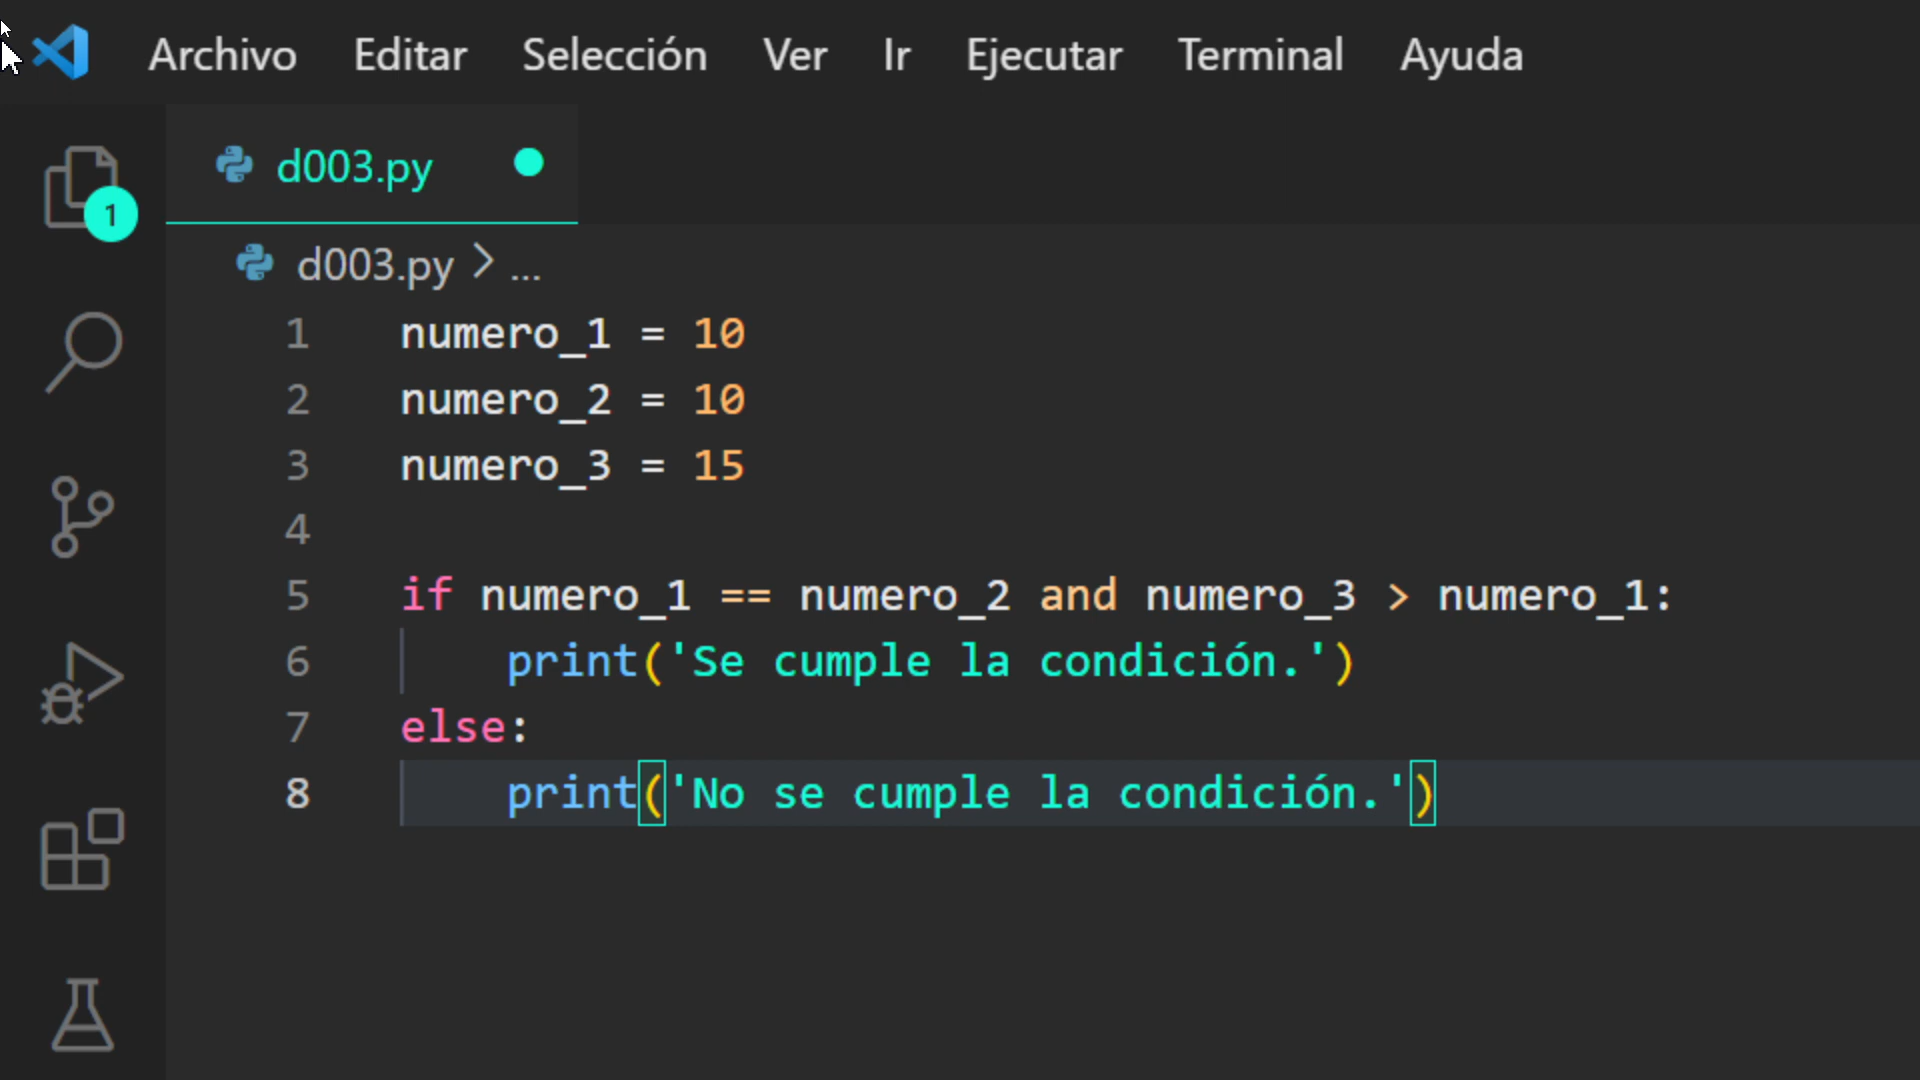 Archivo Editar Selección Ver Ir Ejecutar Terminal Ayuda
d003.py
1
d003.py > ...
1 numero_1 = 10
2 numero_2 = 10
3 numero_3 = 15
4
5 if numero_1 == numero_2 and numero_3 > numero_1:
6     print('Se cumple la condición.')
7 else:
8     print('No se cumple la condición.')